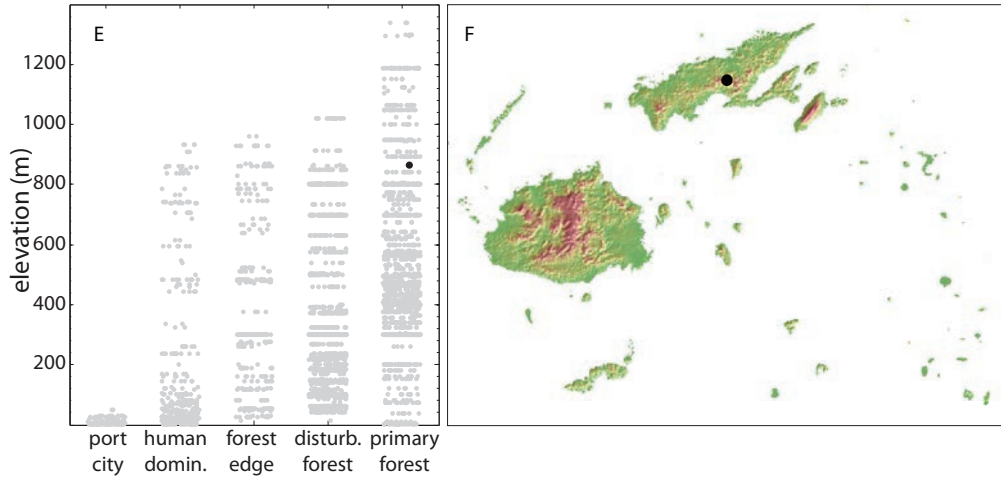 E
F
elevation (m)
1200
1000
800
600
400
200
port human forest disturb. primary
city domin. edge forest forest